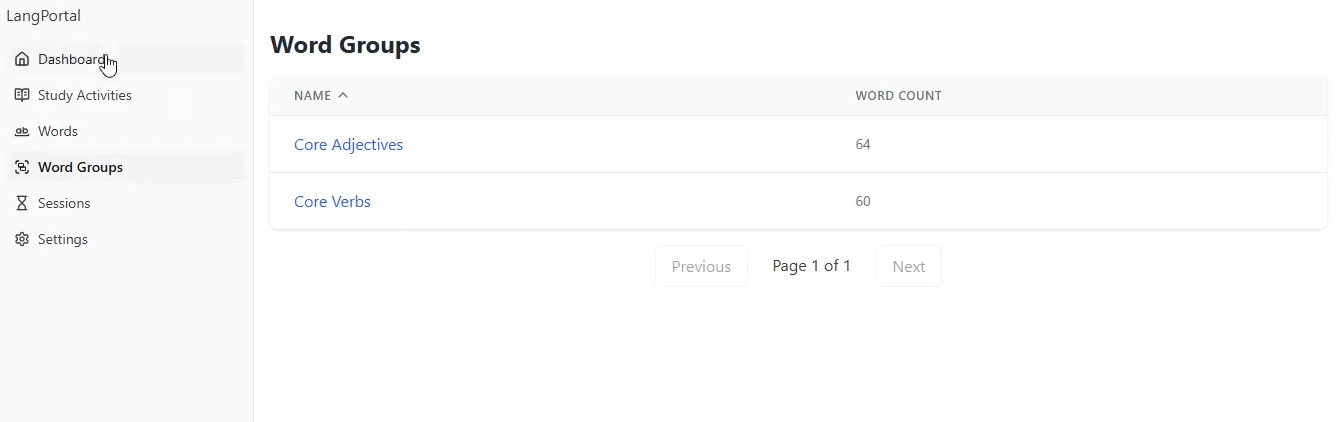 LangPortal
Dashboard
Study Activities
ab Words
Word Groups
Sessions
Settings
Word Groups
NAME WORD COUNT
Core Adjectives 64
Core Verbs 60
Previous Page 1 of 1 Next